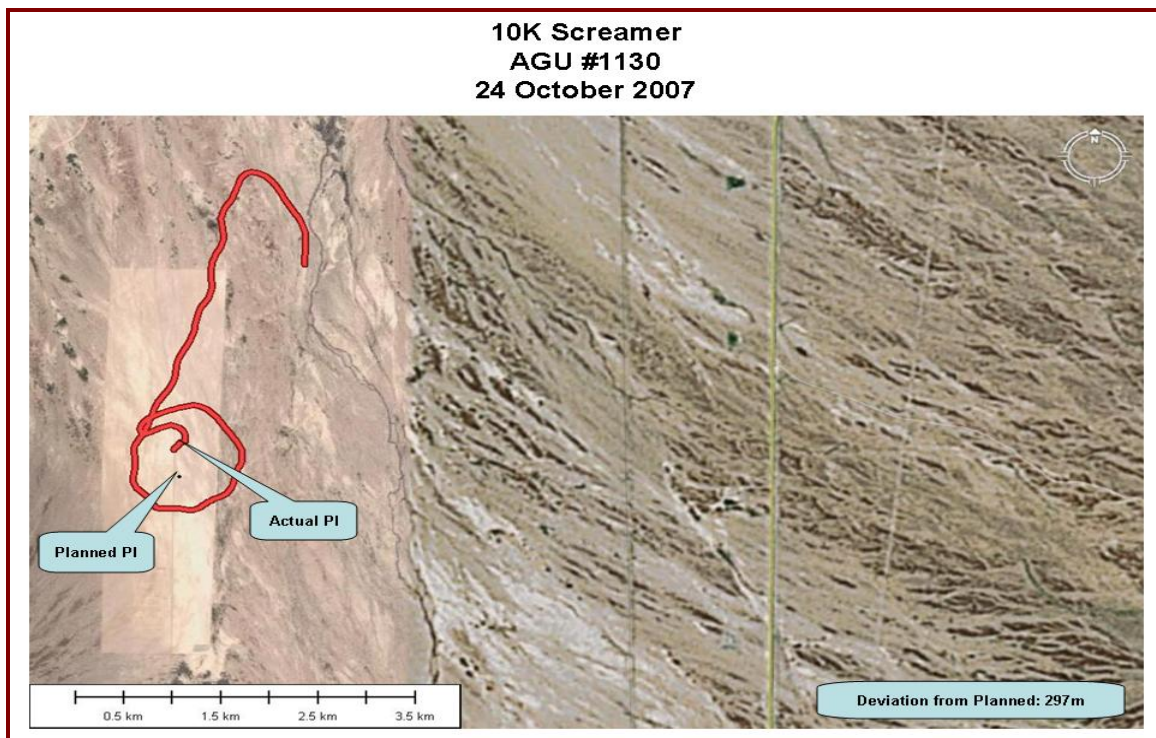 10K Screamer
AGU #1130
24 October 2007
N
Actual PI
Planned PI
0.5 km 1.5 km 2.5 km 3.5 km
Deviation from Planned: 297m